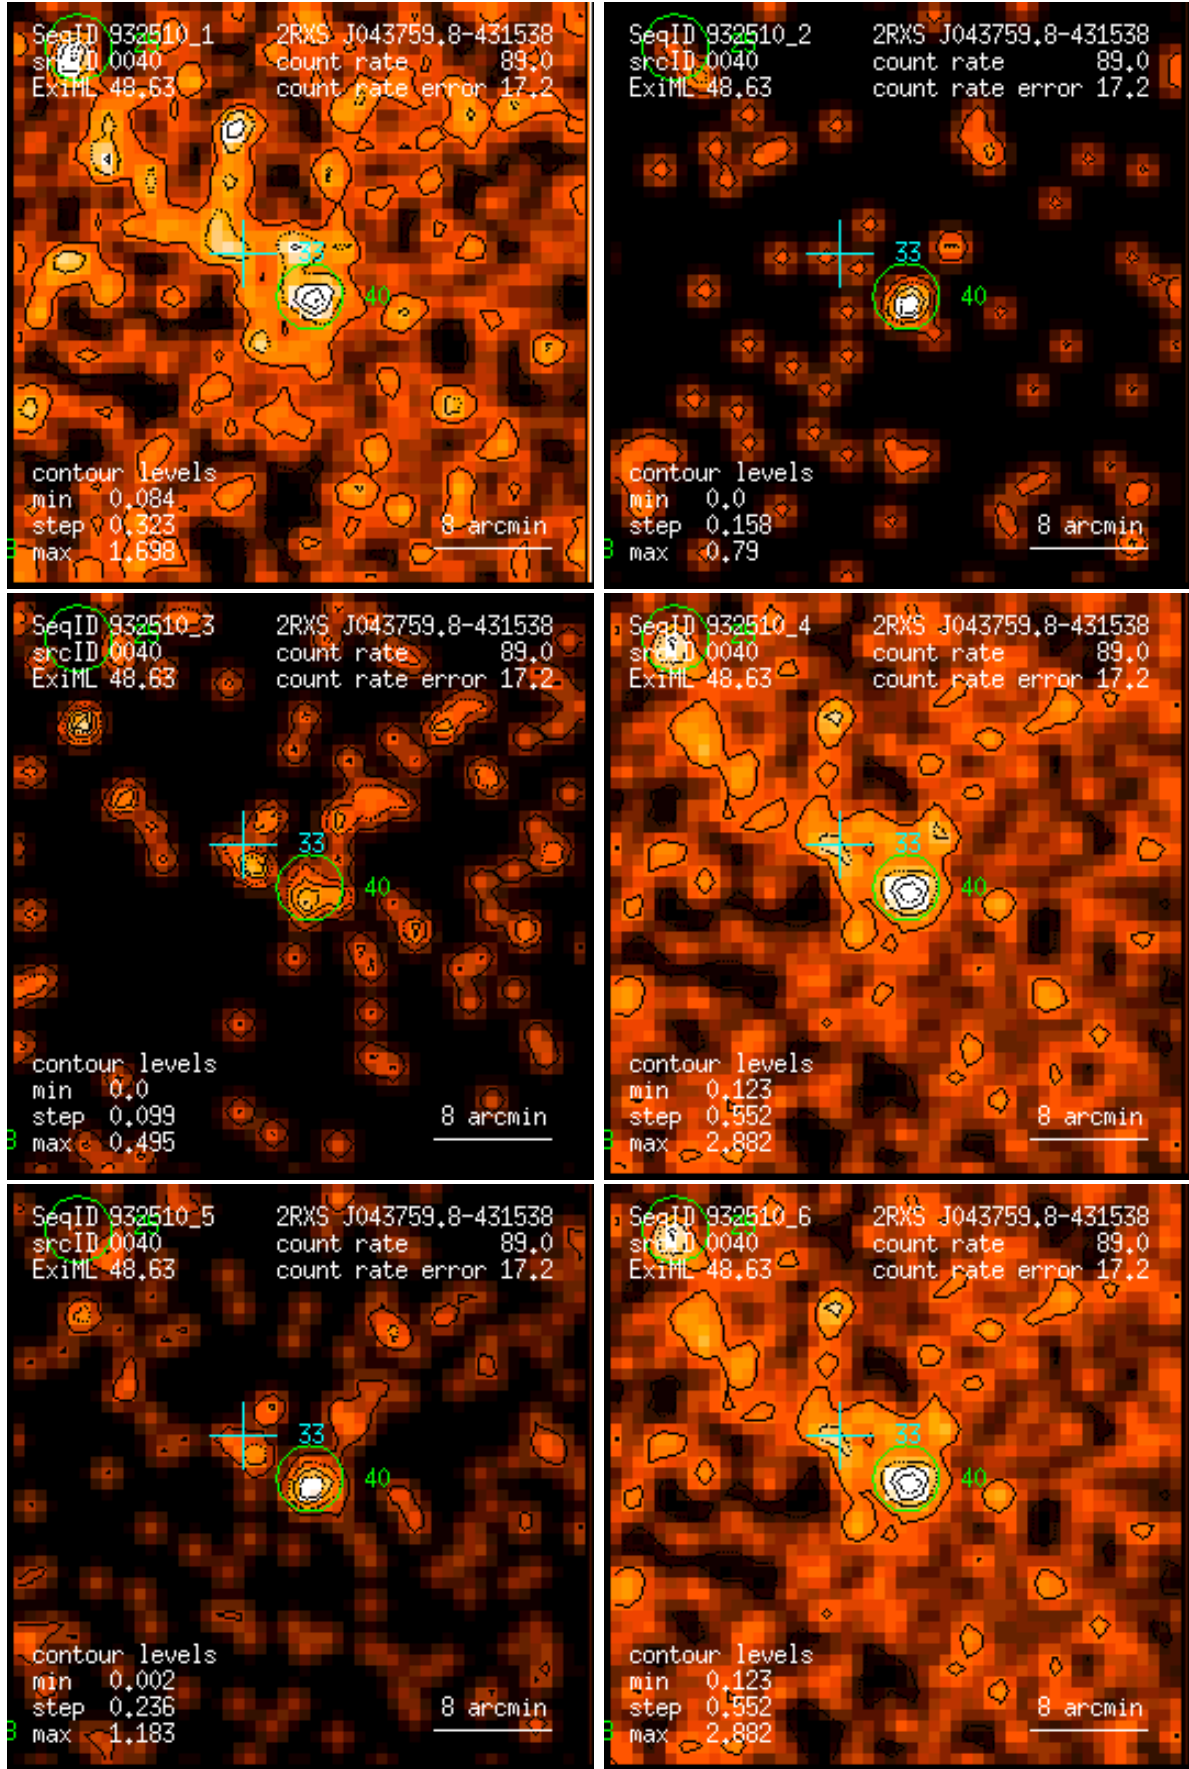 SeqID 932510_1 2RXS J043759.8-431538
srcID 0040 count rate 89.0
ExiML 48.63 count rate error 17.2
33
40
contour levels
min 0.084
step 0.323 8 arcmin
max 1.698
SeqID 932510_2 2RXS J043759.8-431538
srcID 0040 count rate 89.0
ExiML 48.63 count rate error 17.2
33
40
contour levels
min 0.0
step 0.158 8 arcmin
max 0.79
SeqID 932510_3 2RXS J043759.8-431538
srcID 0040 count rate 89.0
ExiML 48.63 count rate error 17.2
33
40
contour levels
min 0.0
step 0.099 8 arcmin
max 0.495
SeqID 932510_4 2RXS J043759.8-431538
srcID 0040 count rate 89.0
ExiML 48.63 count rate error 17.2
33
40
contour levels
min 0.123
step 0.552 8 arcmin
max 2.882
SeqID 932510_5 2RXS J043759.8-431538
srcID 0040 count rate 89.0
ExiML 48.63 count rate error 17.2
33
40
contour levels
min 0.002
step 0.236 8 arcmin
max 1.183
SeqID 932510_6 2RXS J043759.8-431538
srcID 0040 count rate 89.0
ExiML 48.63 count rate error 17.2
33
40
contour levels
min 0.123
step 0.552 8 arcmin
max 2.882